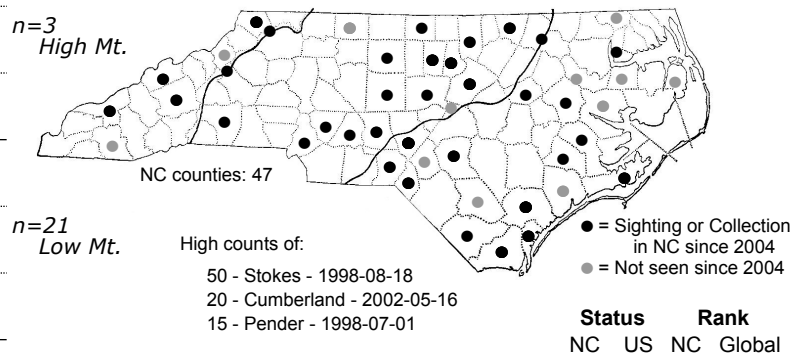 n=3
High Mt.
NC counties: 47
n=21
Low Mt.
High counts of:
50 - Stokes - 1998-08-18
20 - Cumberland - 2002-05-16
15 - Pender - 1998-07-01
= Sighting or Collection
in NC since 2004
= Not seen since 2004
Status Rank
NC US NC Global